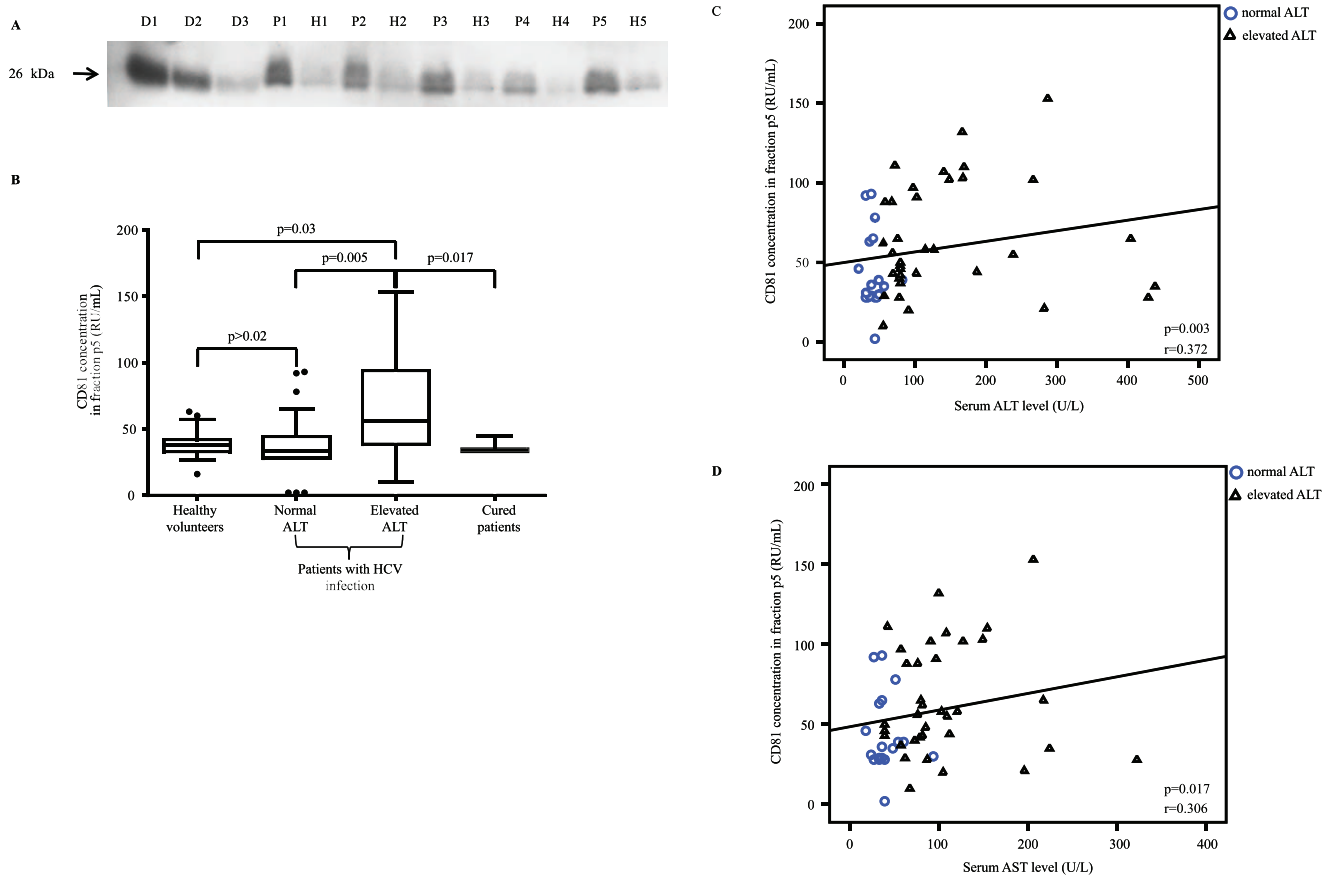 A
D1 D2 D3 P1 H1 P2 H2 P3 H3 P4 H4 P5 H5
26 kDa
B
CD81 concentration
in fraction p5 (RU/mL)
200
150
100
50
0
p=0.03
p=0.005
p=0.017
p>0.02
Healthy
volunteers
Normal
ALT
Elevated
ALT
Cured
patients
Patients with HCV
infection
C
normal ALT
elevated ALT
CD81 concentration in fraction p5 (RU/mL)
200
150
100
50
0
p=0.003
r=0.372
0 100 200 300 400 500
Serum ALT level (U/L)
D
normal ALT
elevated ALT
CD81 concentration in fraction p5 (RU/mL)
200
150
100
50
0
p=0.017
r=0.306
0 100 200 300 400
Serum AST level (U/L)